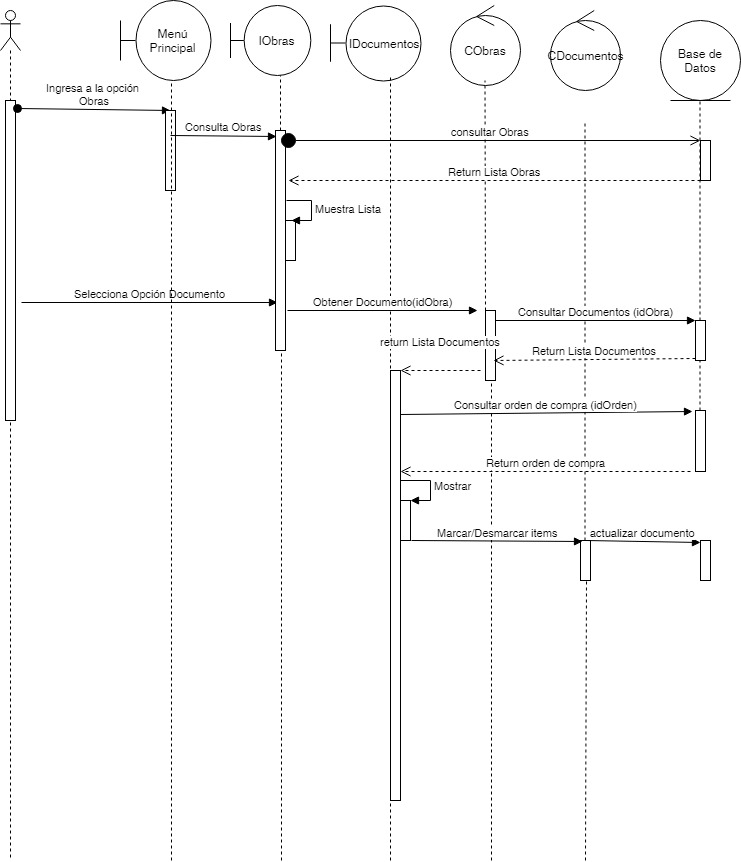 Menú
Principal
IObras
IDocumentos
CObras
CDocumentos
Base de
Datos
Ingresa a la opción
Obras
Consulta Obras
consultar Obras
Return Lista Obras
Muestra Lista
Selecciona Opción Documento
Obtener Documento(idObra)
Consultar Documentos (idObra)
return Lista Documentos
Return Lista Documentos
Consultar orden de compra (idOrden)
Return orden de compra
Mostrar
Marcar/Desmarcar items
actualizar documento